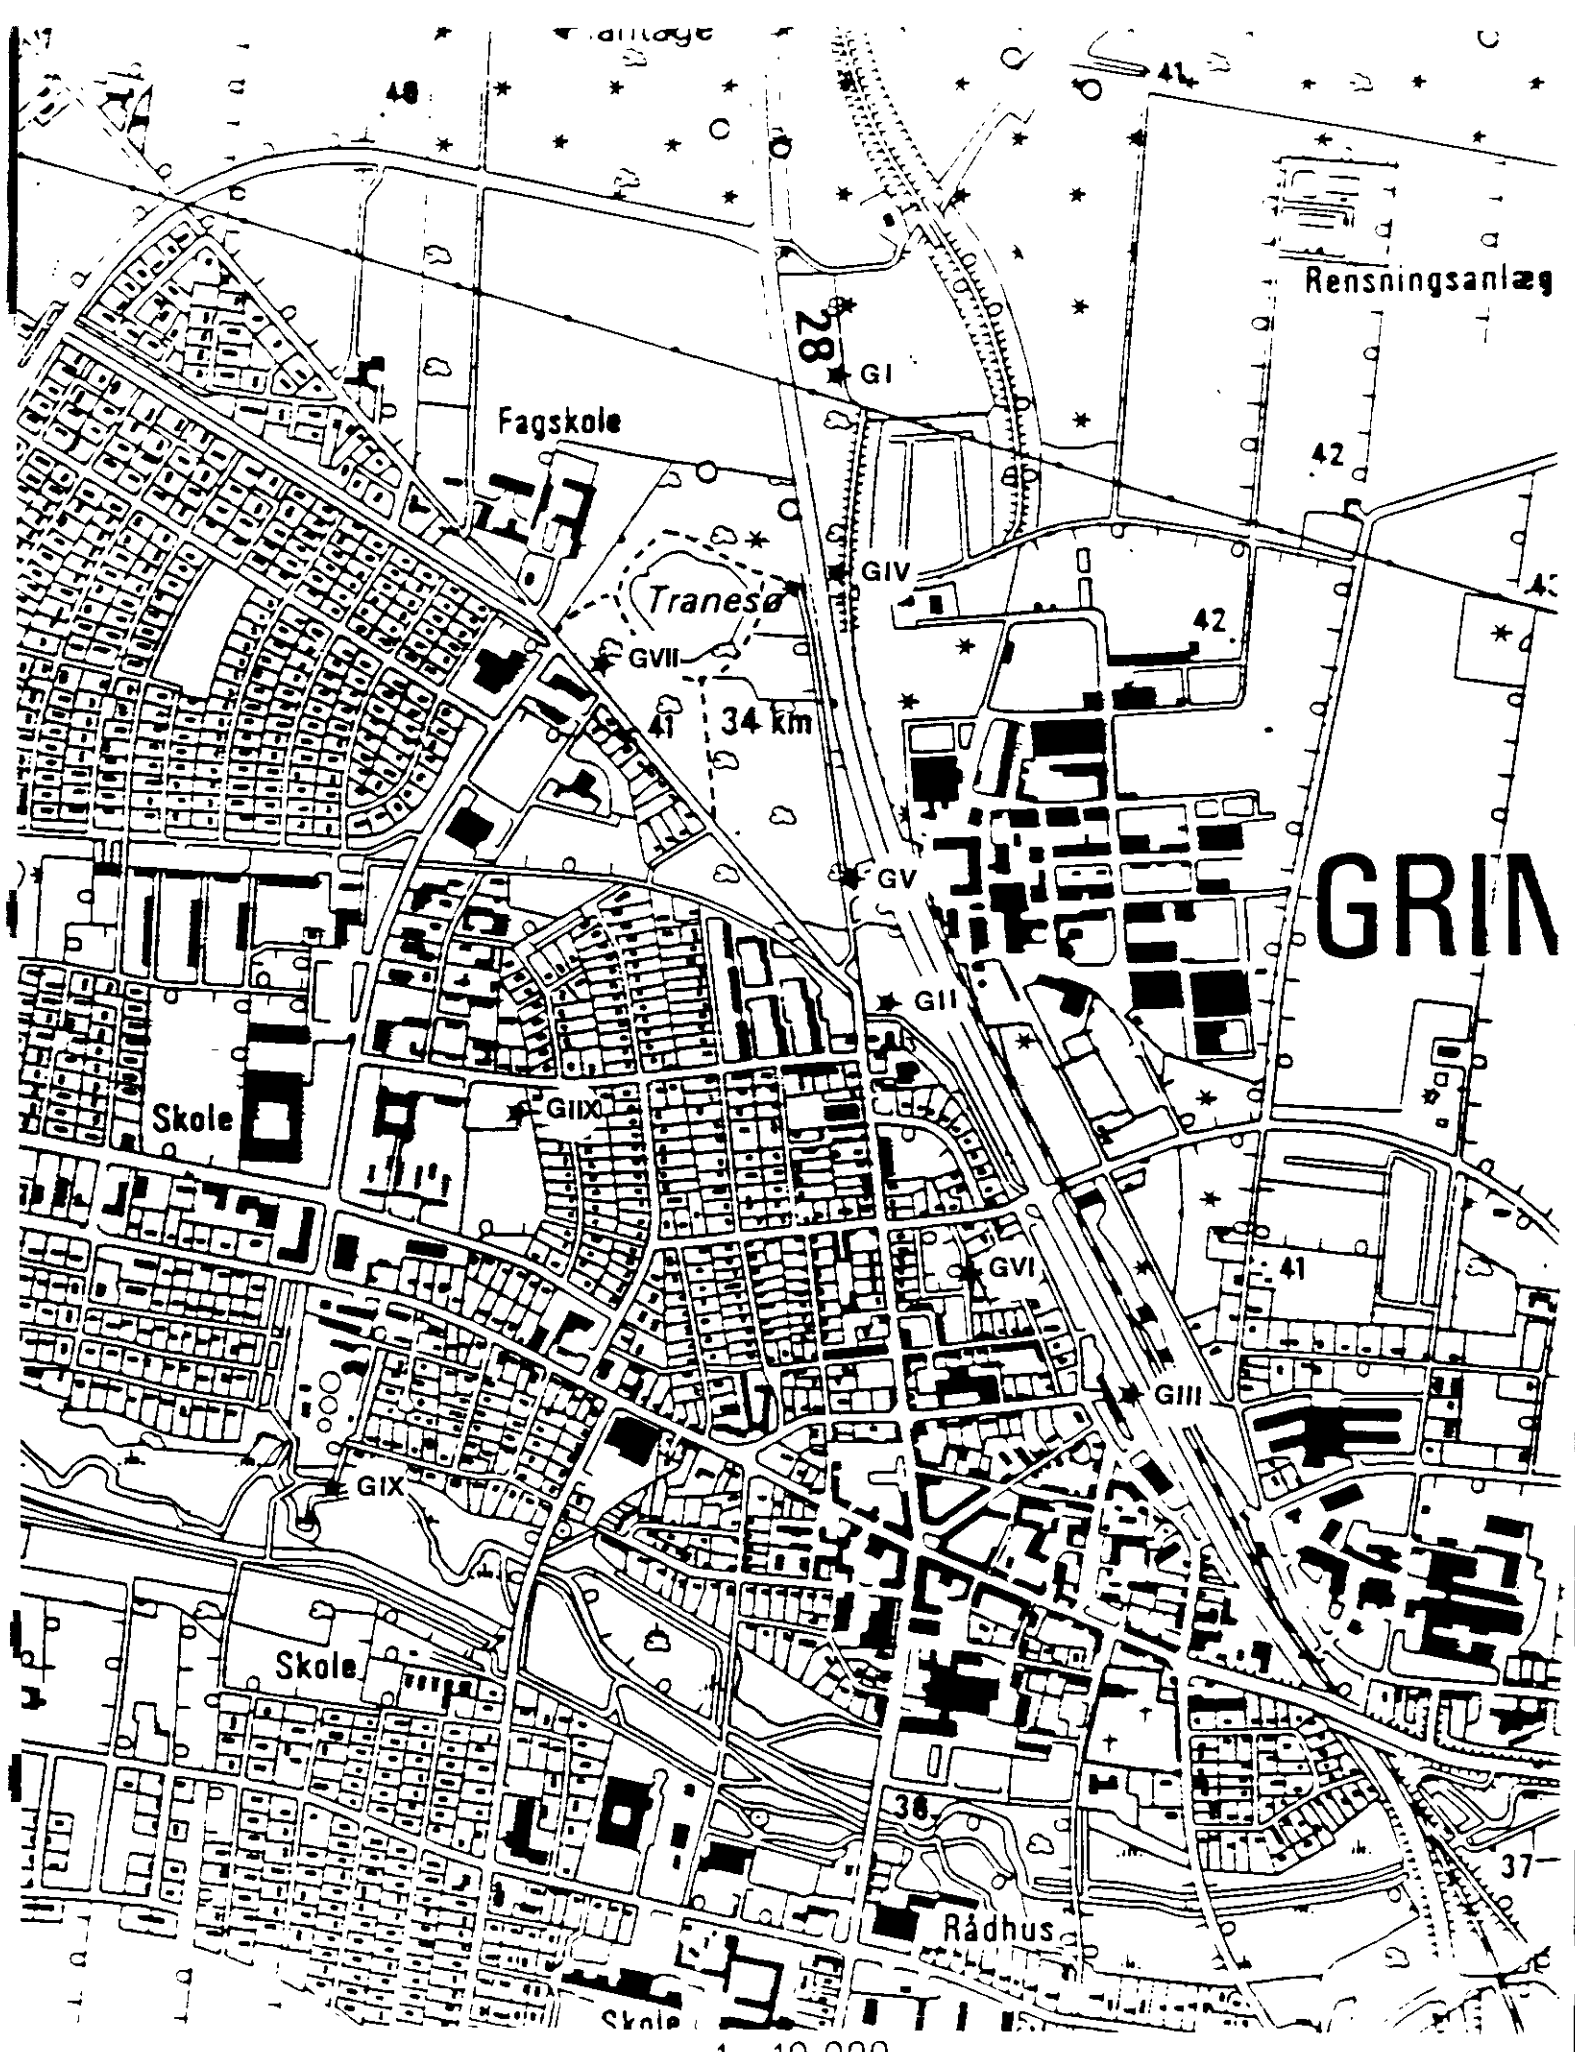 48
41
Rensningsanlæg
28
GI
Fagskole
42
GIV
Tranesø
42
GVII
41
34 km
GV
GRIN
GII
GIIX
Skole
GVI
41
GIII
GIX
Skole
38
37
Rådhus
Skole